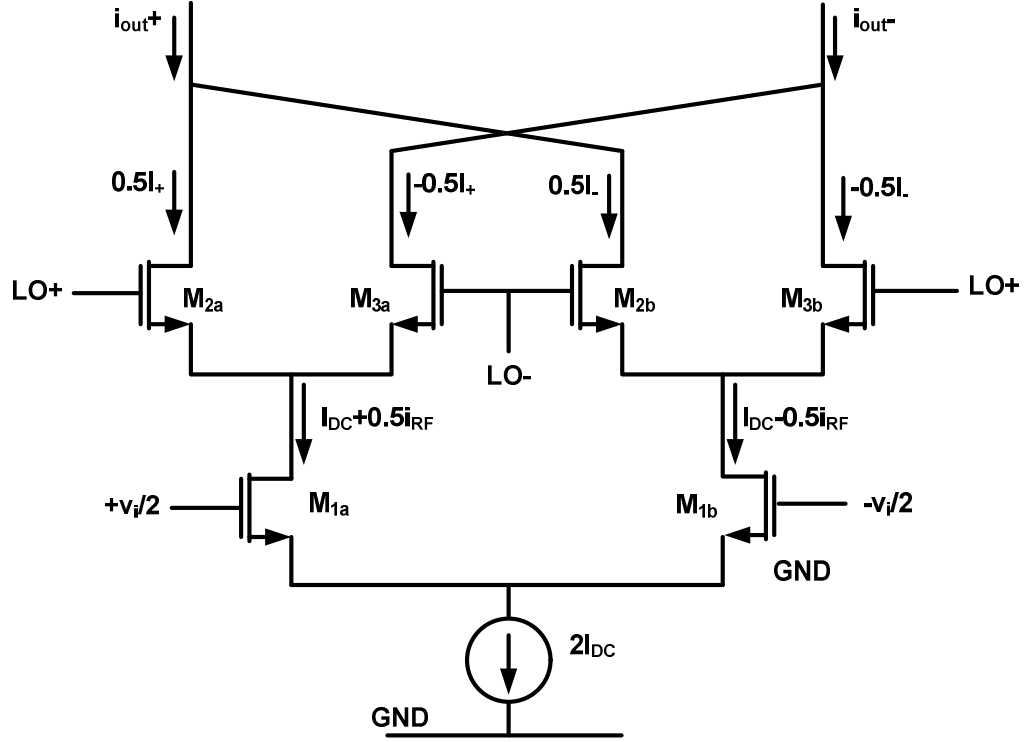 iout+
iout-
0.5I+
-0.5I+
0.5I-
-0.5I-
LO+
M2a
M3a
M2b
M3b
LO+
LO-
IDC+0.5iRF
IDC-0.5iRF
+vi/2
M1a
M1b
-vi/2
GND
2IDC
GND